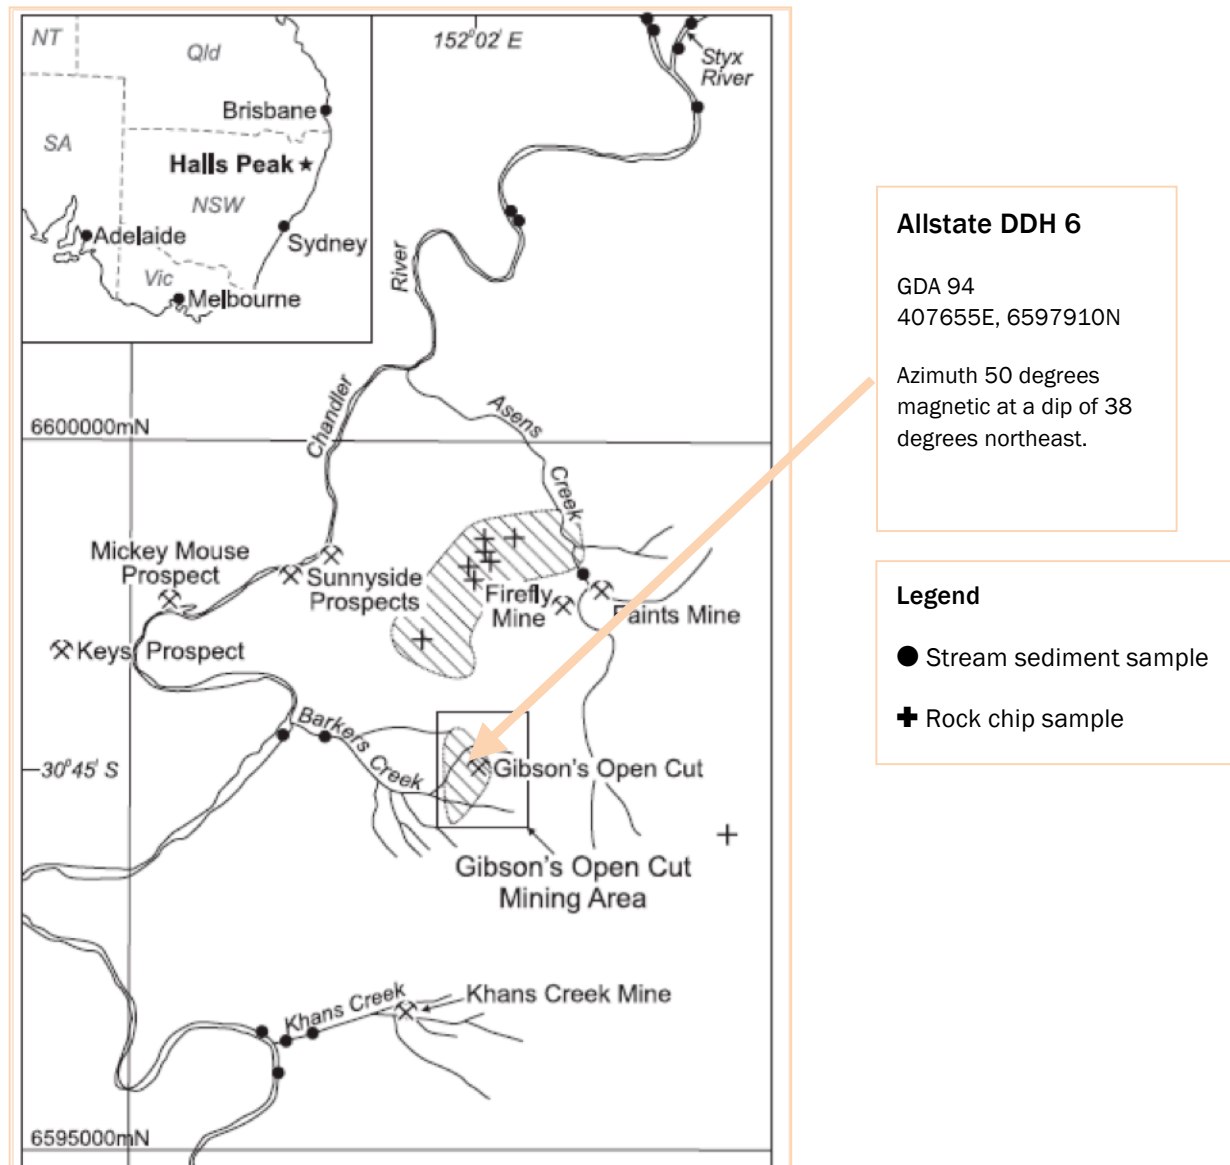 NT
Qld
Brisbane
SA
Halls Peak
NSW
Adelaide
Sydney
Vic
Melbourne
152°02' E
Styx
River
River
Chandler
Asens
Creek
6600000mN
Mickey Mouse
Prospect
Sunnyside
Prospects
Firefly
Mine
Faints Mine
Keys Prospect
Barkers Creek
30°45' S
Gibson's Open Cut
Gibson's Open Cut
Mining Area
Khans Creek
Khans Creek Mine
6595000mN
Allstate DDH 6
GDA 94
407655E, 6597910N
Azimuth 50 degrees
magnetic at a dip of 38
degrees northeast.
Legend
Stream sediment sample
Rock chip sample